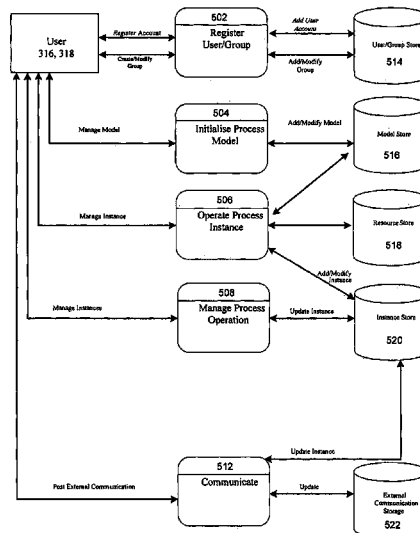 User
316, 318
Register Account
Create/Modify
Group
502
Register
User/Group
Add User
Account
Add/Modify
Group
User/Group Store
514
Manage Model
504
Initialise Process
Model
Add/Modify Model
Model Store
516
Manage Instance
506
Operate Process
Instance
Resource Store
518
Add/Modify
Instance
Manage Instances
508
Manage Process
Operation
Update Instance
Instance Store
520
Update Instance
Post External Communication
512
Communicate
Update
External
Communication
Storage
522